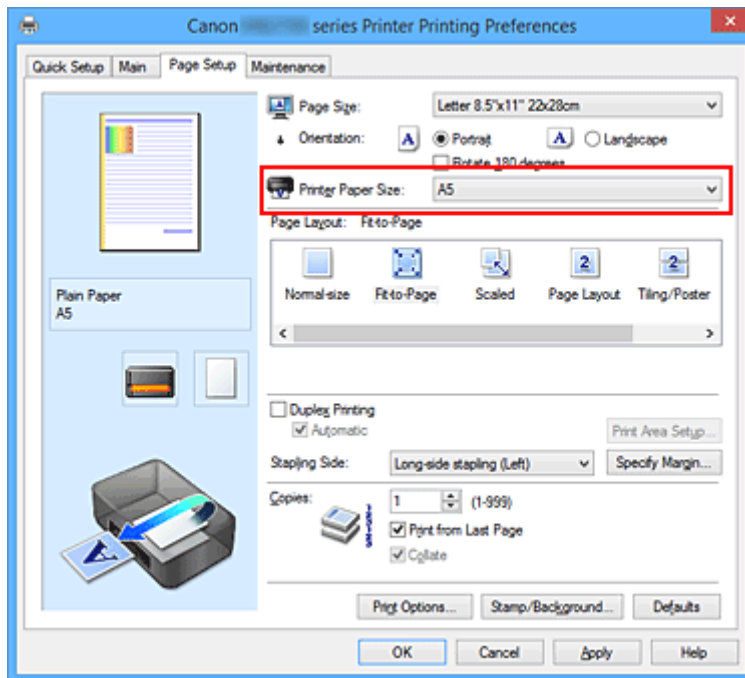 Canon series Printer Printing Preferences
Quick Setup Main Page Setup Maintenance
Page Size: Letter 8.5"x11" 22x28cm
Orientation: A Portrait A Landscape
Rotate 180 degrees
Printer Paper Size: A5
Page Layout: Fit-to-Page
2 2
Normal-size Fit-to-Page Scaled Page Layout Tiling/Poster
Plain Paper
A5
Duplex Printing
Automatic
Print Area Setup...
Stapling Side: Long-side stapling (Left) Specify Margin...
Copies: 1 (1-999)
Print from Last Page
Collate
A
Print Options... Stamp/Background... Defaults
OK Cancel Apply Help